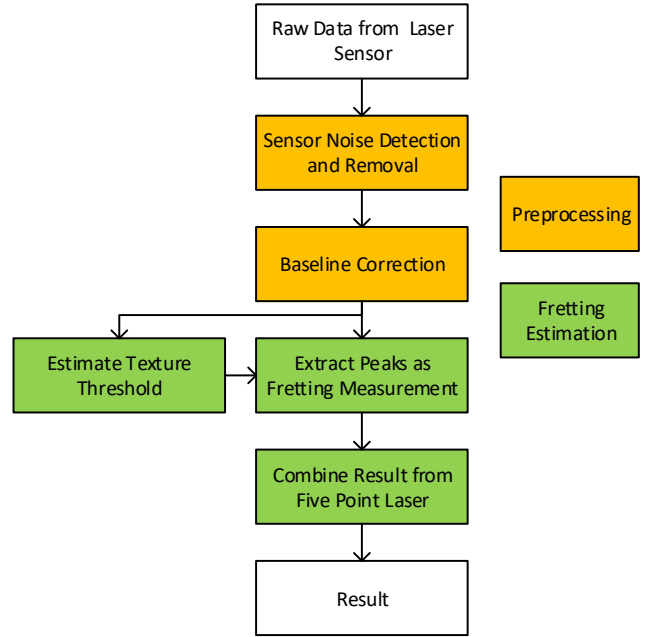 Raw Data from Laser
Sensor
Sensor Noise Detection
and Removal
Preprocessing
Baseline Correction
Fretting
Estimation
Estimate Texture
Threshold
Extract Peaks as
Fretting Measurement
Combine Result from
Five Point Laser
Result